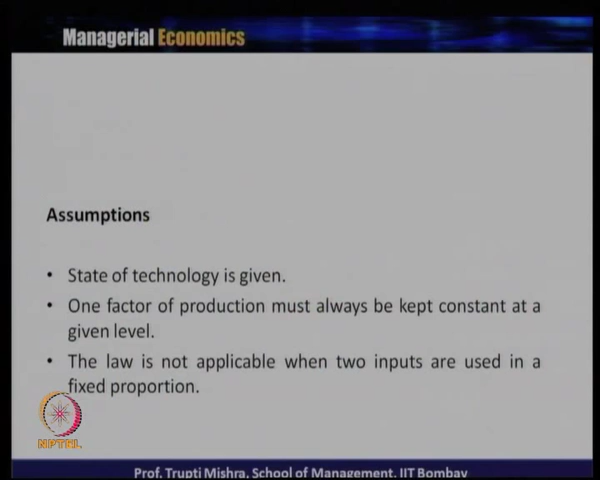 Managerial Economics
Assumptions
• State of technology is given.
• One factor of production must always be kept constant at a
given level.
• The law is not applicable when two inputs are used in a
fixed proportion.
NPTEL
Prof. Trupti Mishra, School of Management, IIT Bombay